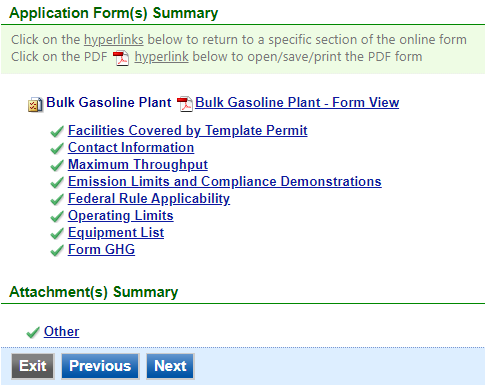 Application Form(s) Summary
Click on the hyperlinks below to return to a specific section of the online form
Click on the PDF hyperlink below to open/save/print the PDF form
Bulk Gasoline Plant Bulk Gasoline Plant - Form View
Facilities Covered by Template Permit
Contact Information
Maximum Throughput
Emission Limits and Compliance Demonstrations
Federal Rule Applicability
Operating Limits
Equipment List
Form GHG
Attachment(s) Summary
Other
Exit Previous Next